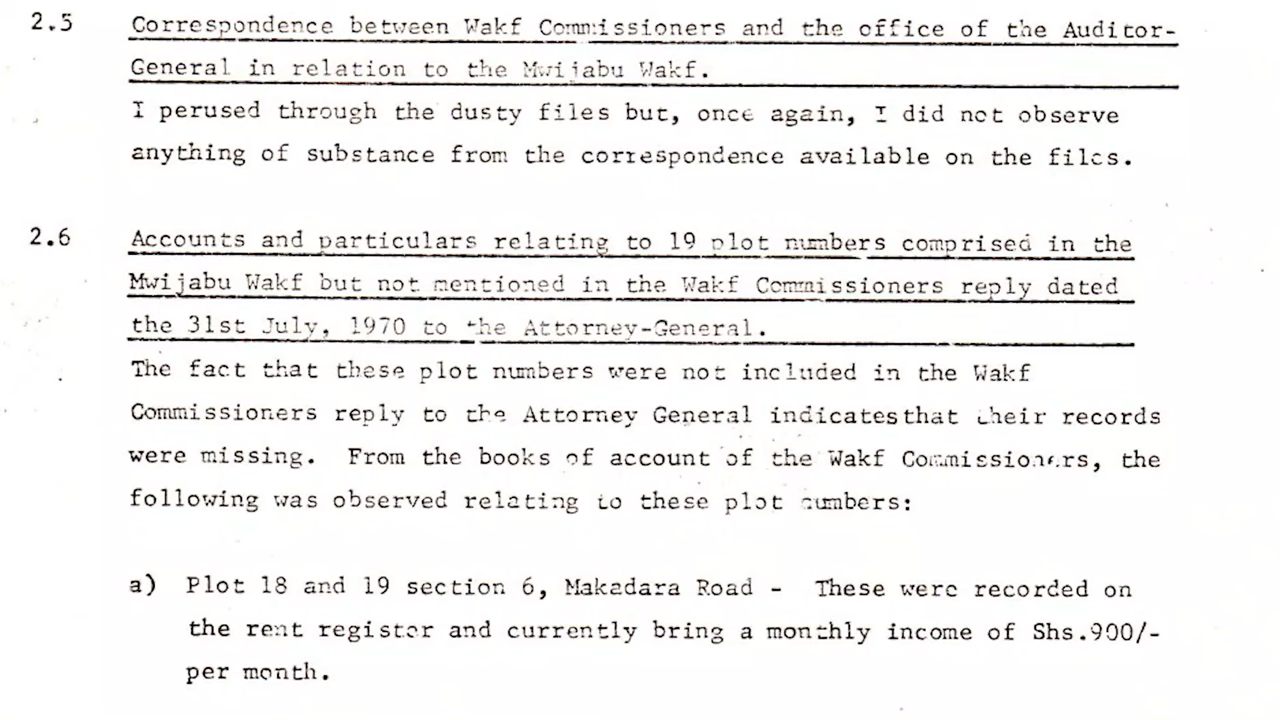 2.5 Correspondence between Wakf Commissioners and the office of the Auditor-
General in relation to the Mwijabu Wakf.
I perused through the dusty files but, once again, I did not observe
anything of substance from the correspondence available on the files.
2.6 Accounts and particulars relating to 19 plot numbers comprised in the
Mwijabu Wakf but not mentioned in the Wakf Commissioners reply dated
the 31st July, 1970 to the Attorney-General.
The fact that these plot numbers were not included in the Wakf
Commissioners reply to the Attorney General indicates that their records
were missing. From the books of account of the Wakf Commissioners, the
following was observed relating to these plot numbers:
a) Plot 18 and 19 section 6, Makadara Road - These were recorded on
the rent register and currently bring a monthly income of Shs.900/-
per month.